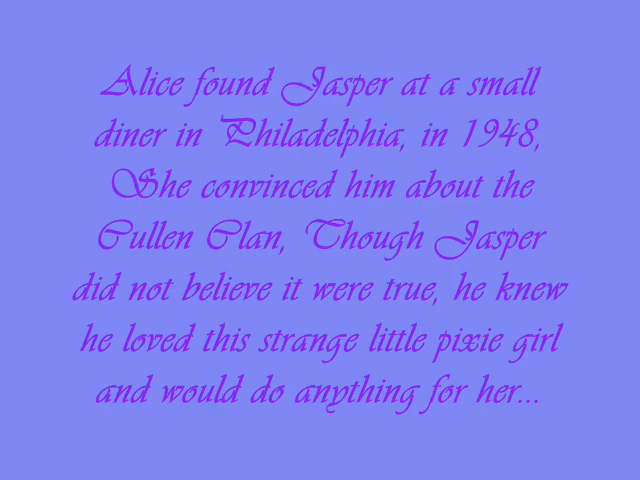 Alice found Jasper at a small
diner in Philadelphia, in 1948,
She convinced him about the
Cullen Clan, Though Jasper
did not believe it were true, he knew
he loved this strange little pixie girl
and would do anything for her...